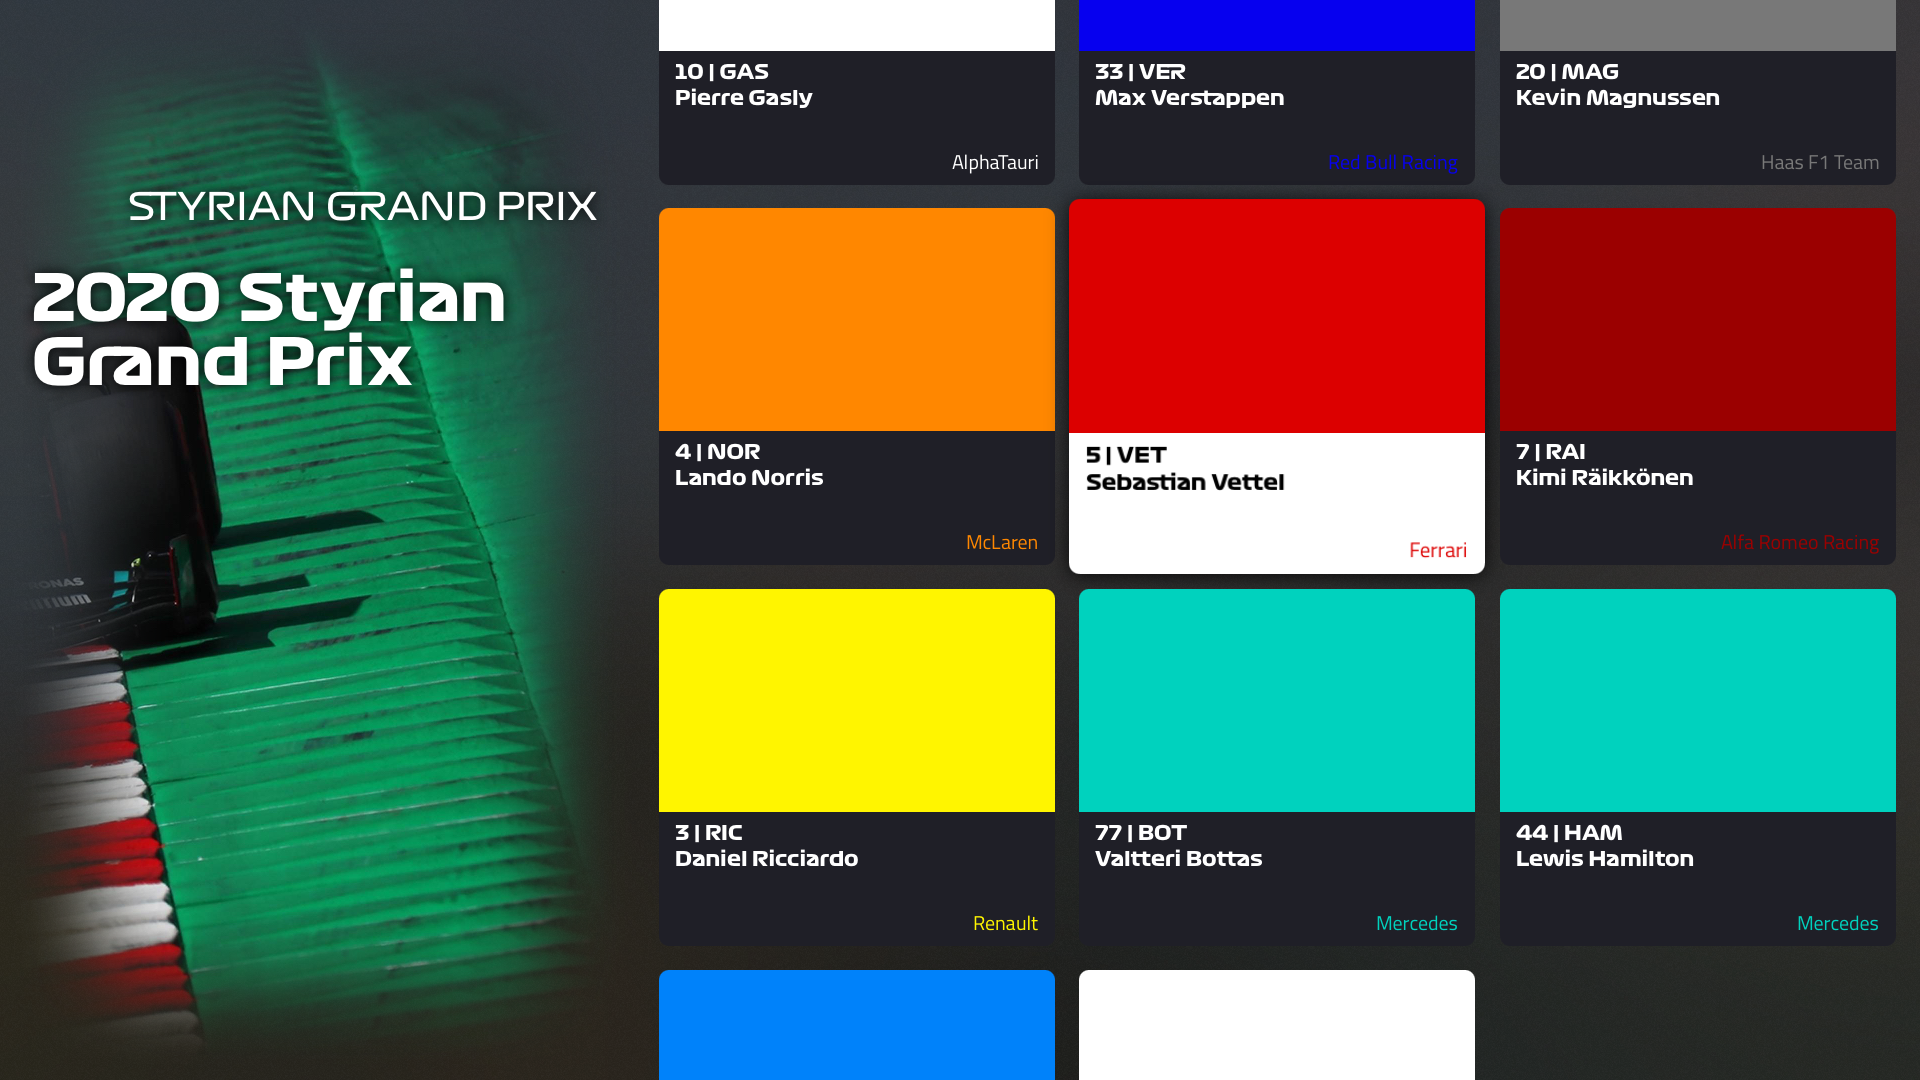 STYRIAN GRAND PRIX
2020 Styrian
Grand Prix
10 | GAS
Pierre Gasly
AlphaTauri
33 | VER
Max Verstappen
Red Bull Racing
20 | MAG
Kevin Magnussen
Haas F1 Team
4 | NOR
Lando Norris
McLaren
5 | VET
Sebastian Vettel
Ferrari
7 | RAI
Kimi Räikkönen
Alfa Romeo Racing
3 | RIC
Daniel Ricciardo
Renault
77 | BOT
Valtteri Bottas
Mercedes
44 | HAM
Lewis Hamilton
Mercedes